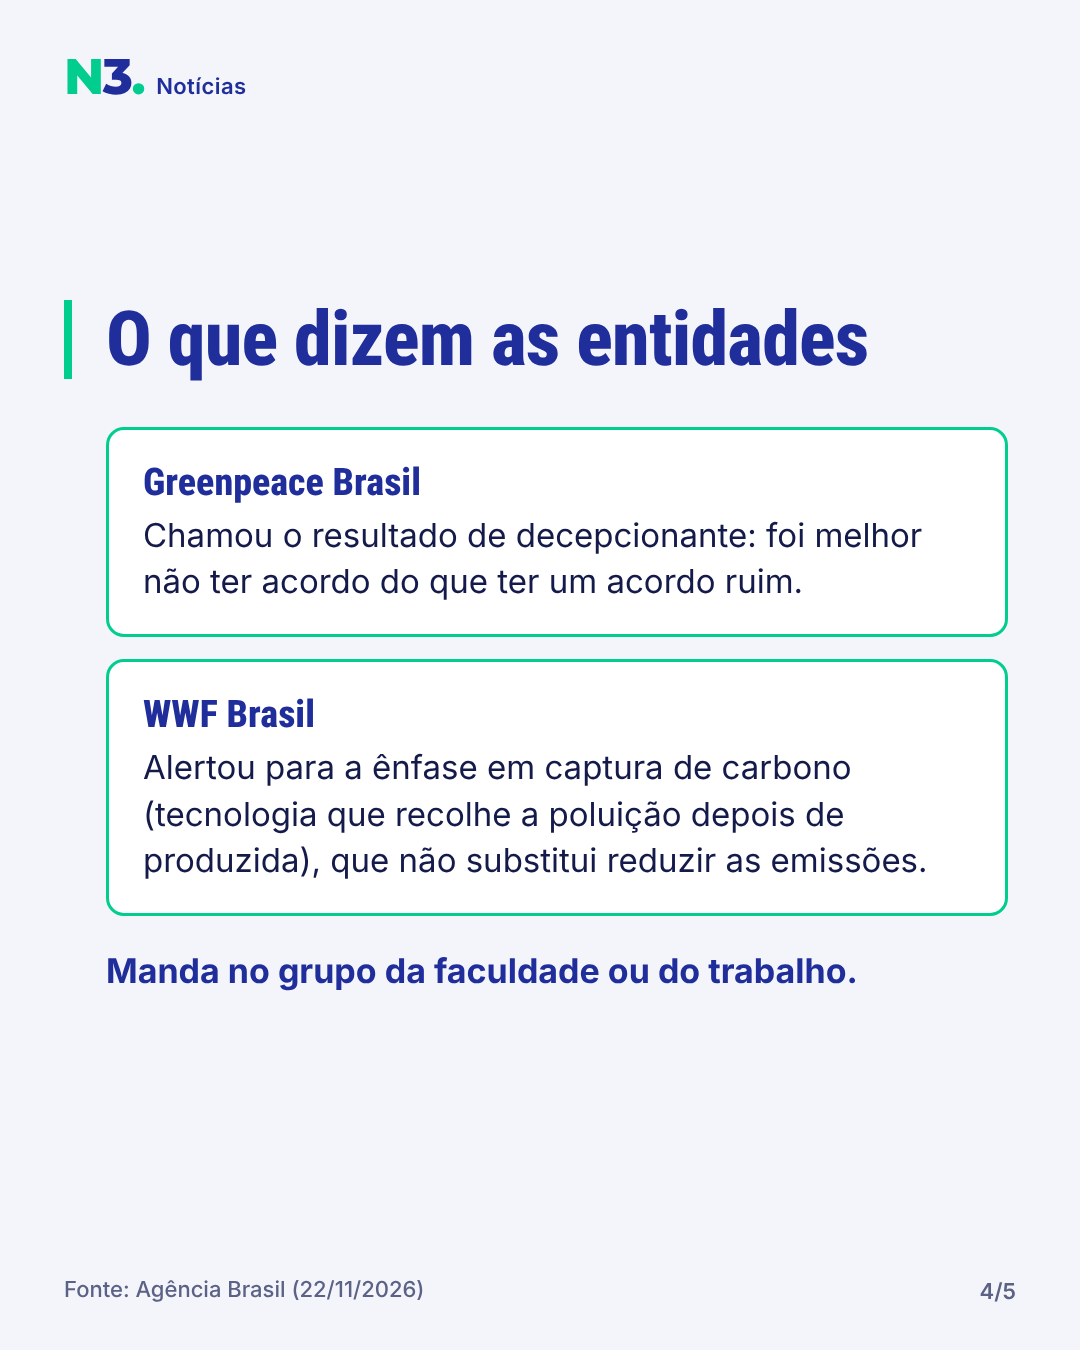 N3. Notícias
O que dizem as entidades
Greenpeace Brasil
Chamou o resultado de decepcionante: foi melhor
não ter acordo do que ter um acordo ruim.
WWF Brasil
Alertou para a ênfase em captura de carbono
(tecnologia que recolhe a poluição depois de
produzida), que não substitui reduzir as emissões.
Manda no grupo da faculdade ou do trabalho.
Fonte: Agência Brasil (22/11/2026)
4/5